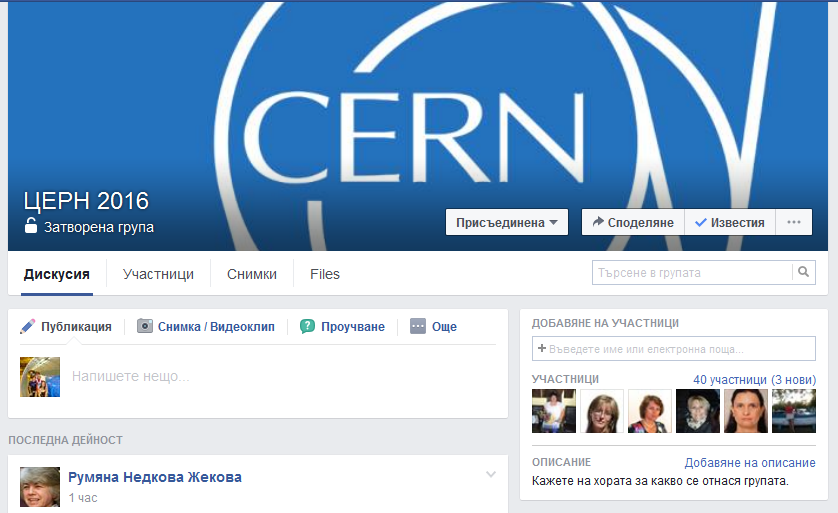 CERN
ЦЕРН 2016
Затворена група
Присъединена
Споделяне
Известия
Дискусия
Участници
Снимки
Files
Търсене в групата
Публикация
Снимка / Видеоклип
Проучване
Още
Напишете нещо...
ПОСЛЕДНА ДЕЙНОСТ
Румяна Недкова Жекова
1 час
ДОБАВЯНЕ НА УЧАСТНИЦИ
+ Въведете име или електронна поща...
УЧАСТНИЦИ
40 участници (3 нови)
ОПИСАНИЕ
Добавяне на описание
Кажете на хората за какво се отнася групата.